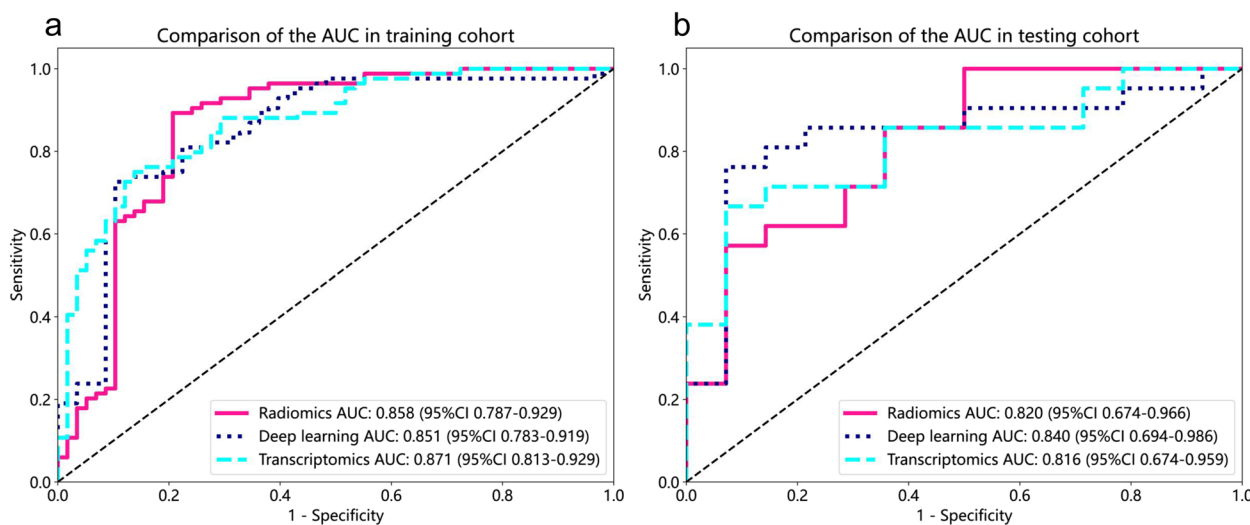 a
Comparison of the AUC in training cohort
1.0
0.8
0.6
0.4
0.2
0.0
Sensitivity
Radiomics AUC: 0.858 (95%CI 0.787-0.929)
Deep learning AUC: 0.851 (95%CI 0.783-0.919)
Transcriptomics AUC: 0.871 (95%CI 0.813-0.929)
0.0 0.2 0.4 0.6 0.8 1.0
1 - Specificity
b
Comparison of the AUC in testing cohort
1.0
0.8
0.6
0.4
0.2
0.0
Sensitivity
Radiomics AUC: 0.820 (95%CI 0.674-0.966)
Deep learning AUC: 0.840 (95%CI 0.694-0.986)
Transcriptomics AUC: 0.816 (95%CI 0.674-0.959)
0.0 0.2 0.4 0.6 0.8 1.0
1 - Specificity